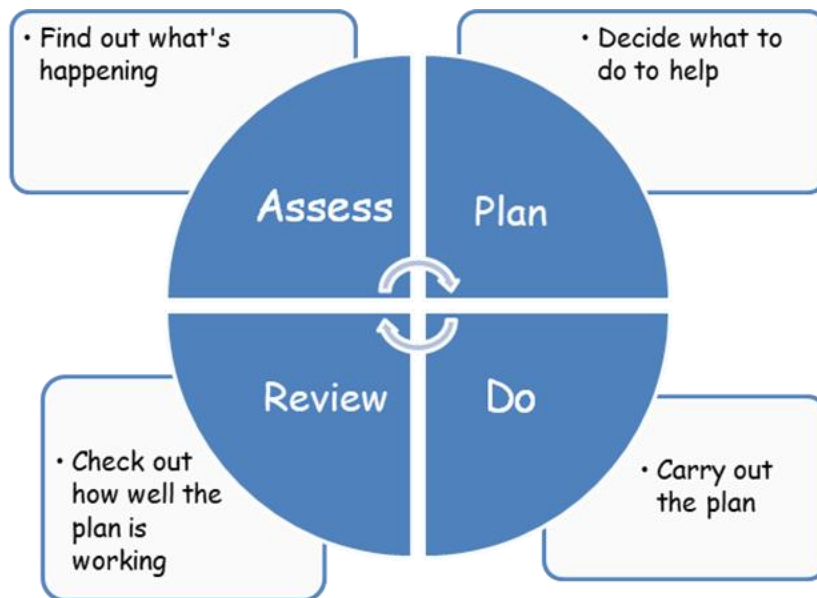 • Find out what's
happening
• Decide what to
do to help
Assess
Plan
Review
Do
• Check out
how well the
plan is
working
• Carry out
the plan